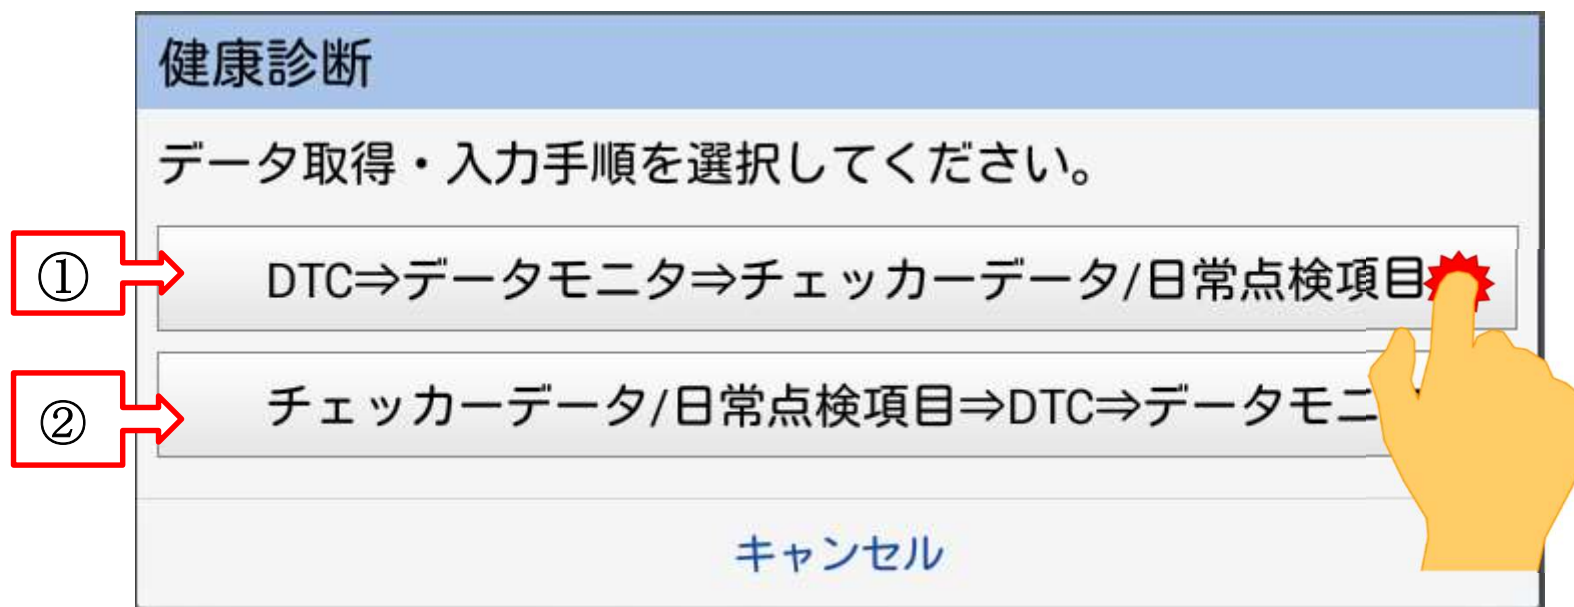 健康診断
データ取得・入力手順を選択してください。
①
DTC⇒データモニタ⇒チェッカーデータ/日常点検項目
②
チェッカーデータ/日常点検項目⇒DTC⇒データモニ
キャンセル